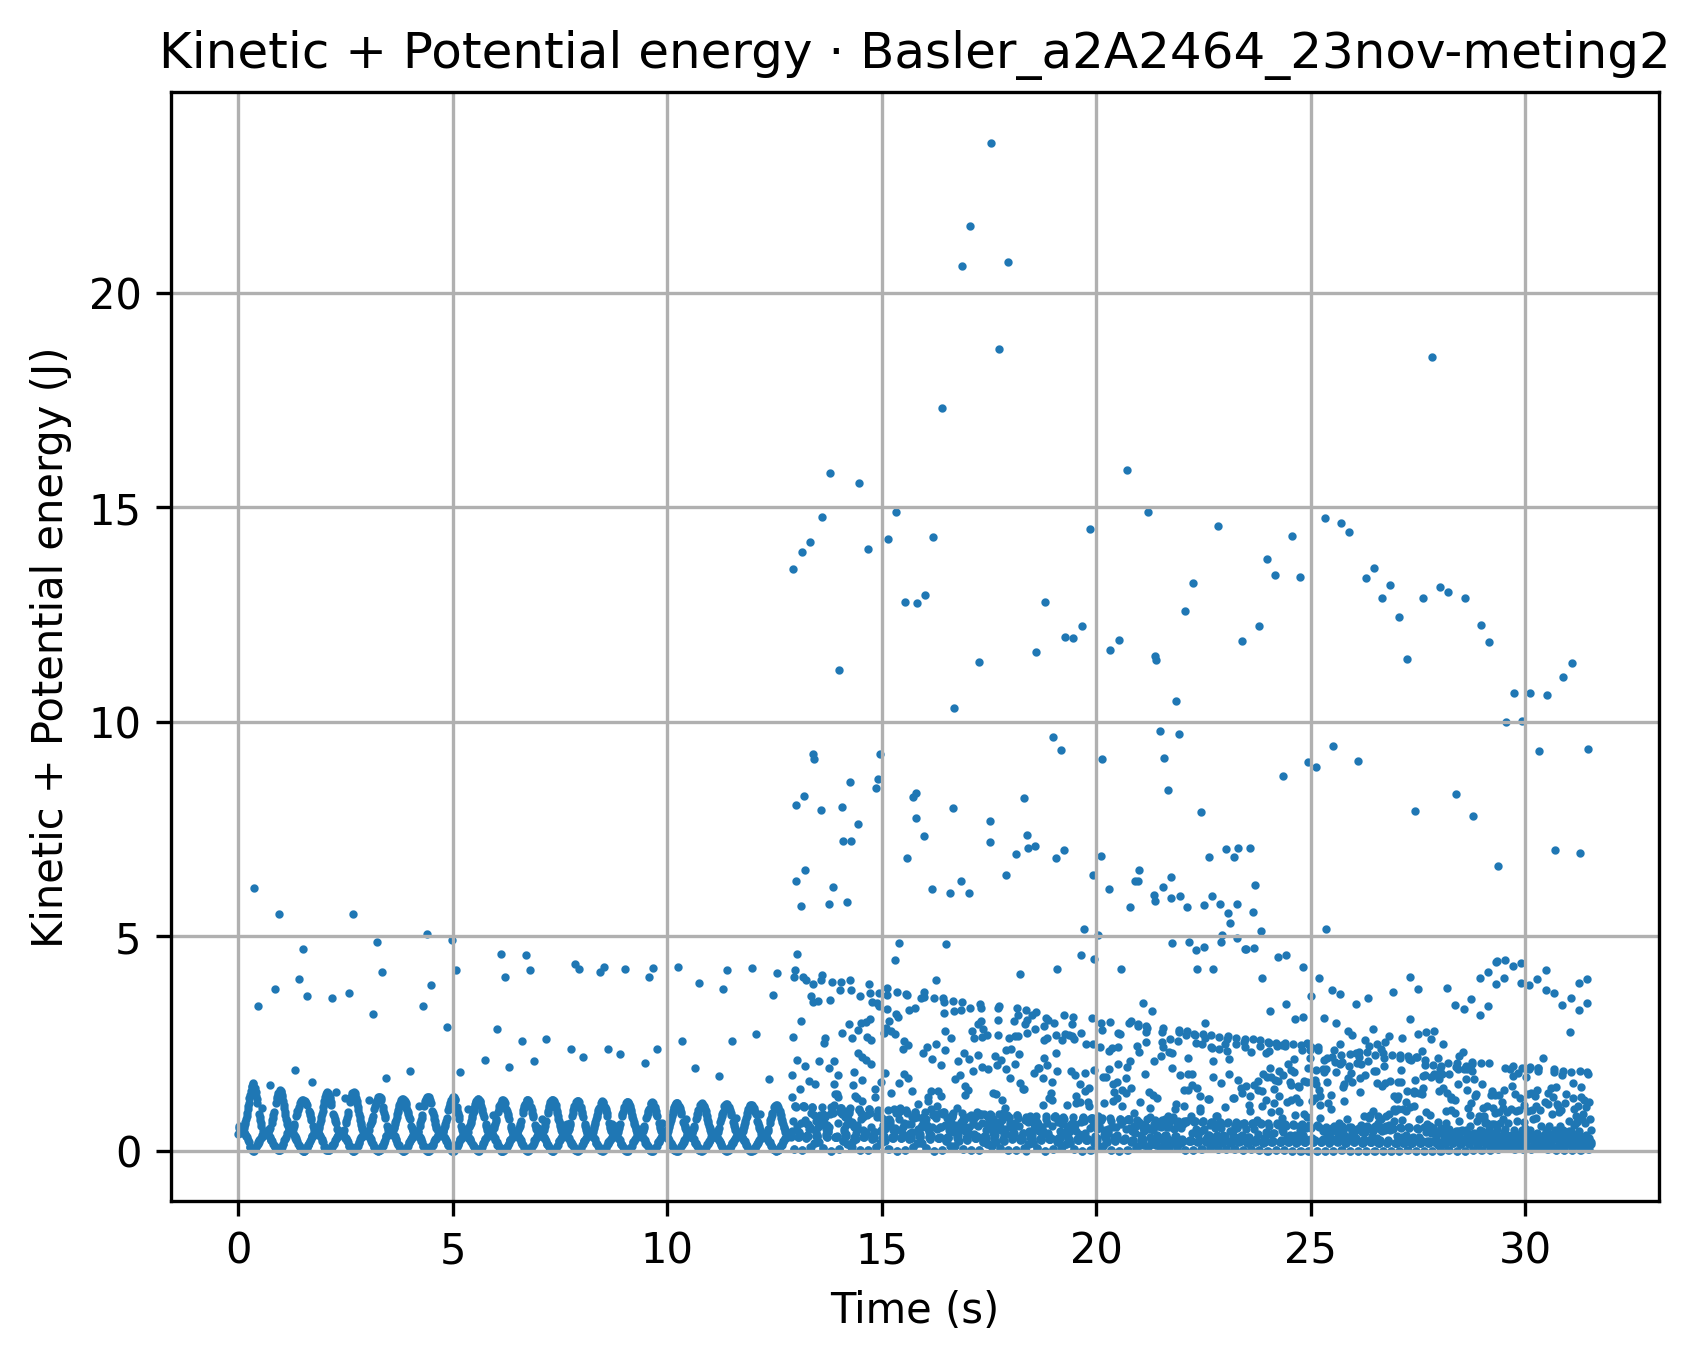 Kinetic + Potential energy · Basler_a2A2464_23nov-meting2
Kinetic + Potential energy (J)
20
15
10
5
0
0 5 10 15 20 25 30
Time (s)